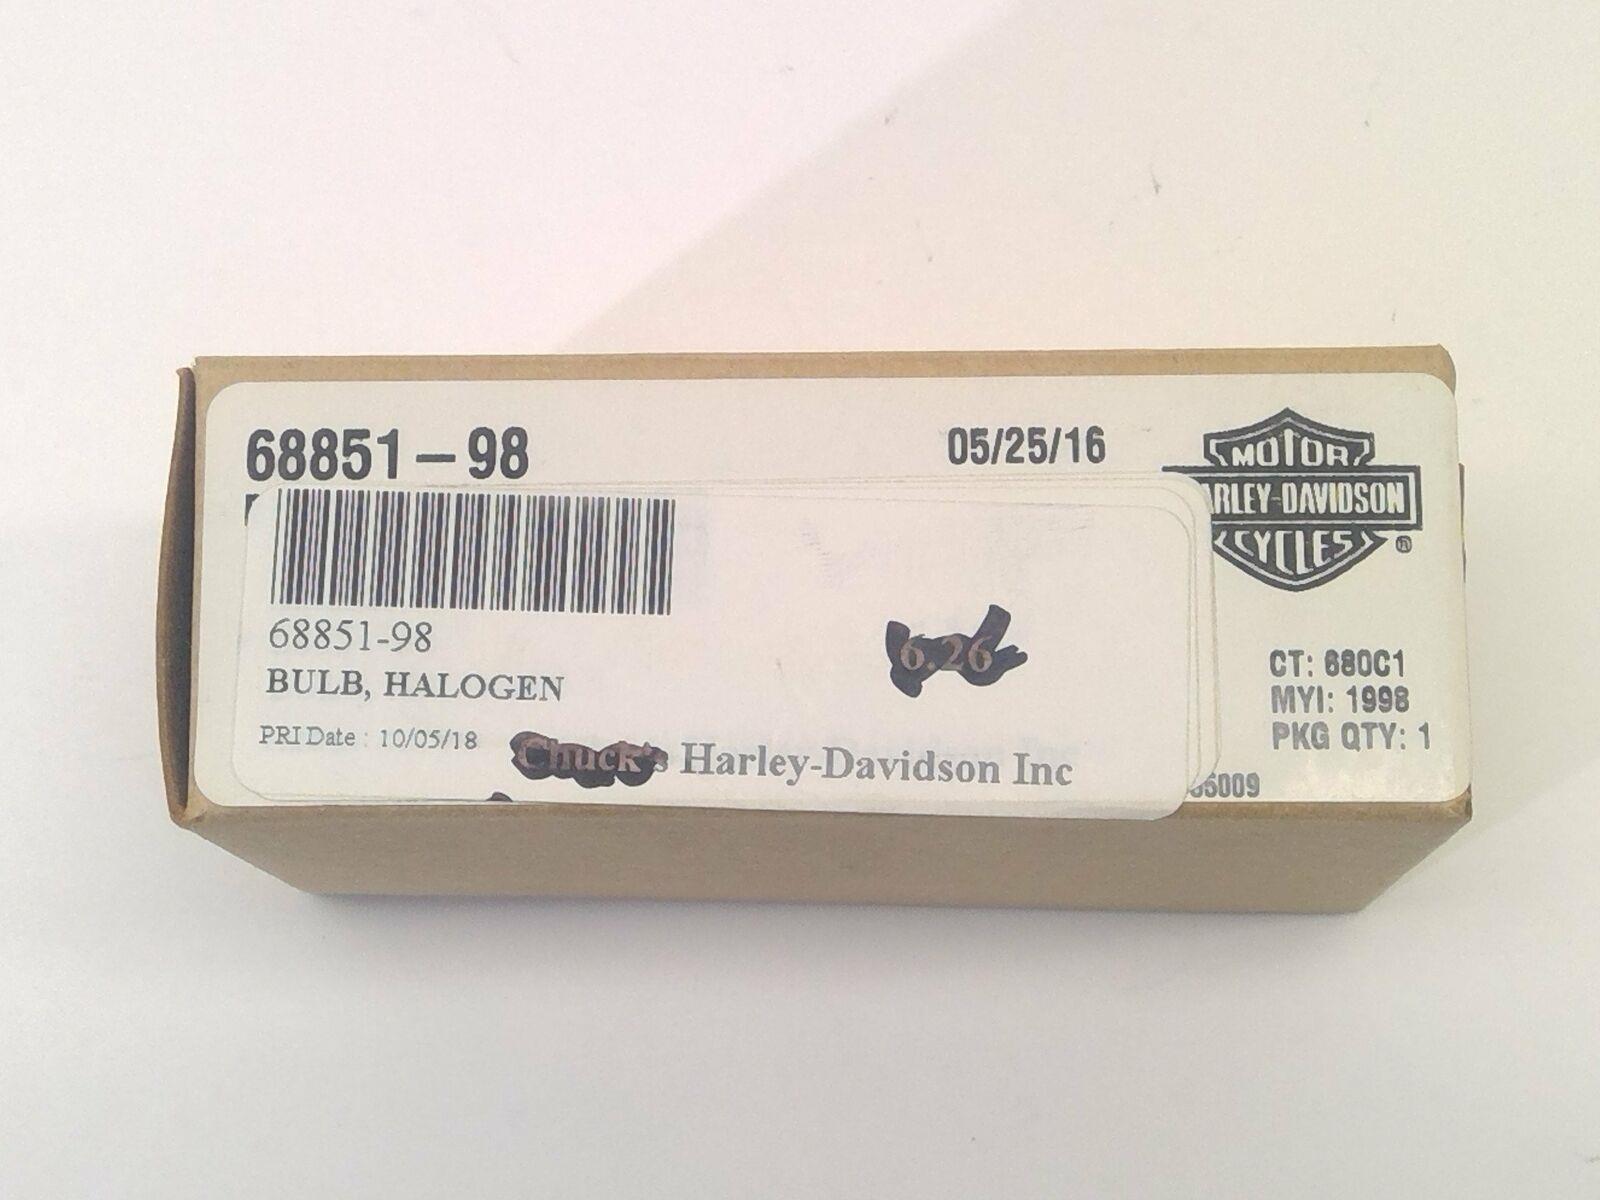 68851-98
05/25/16
MOTOR
ARLEY-DAVIDSON
CYCLES
®
68851-98
BULB, HALOGEN
6.26
PRI Date : 10/05/18
Chuck's Harley-Davidson Inc
CT: 680C1
MYI: 1998
PKG QTY: 1